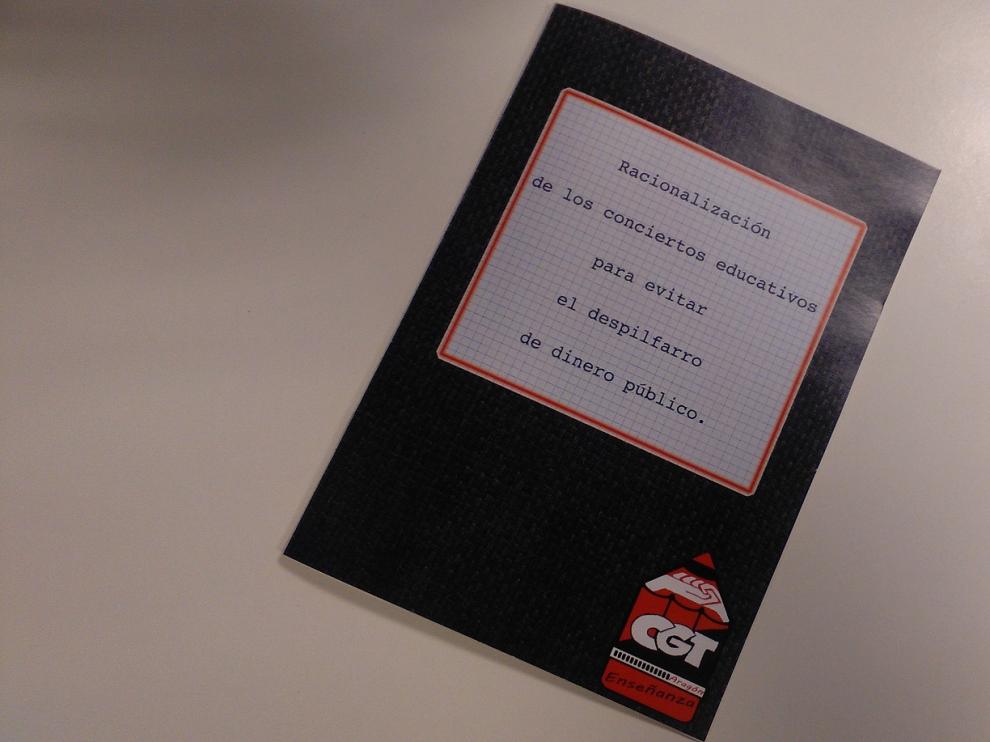 Racionalización
de los conciertos educativos
para evitar
el despilfarro
de dinero público.
CGT
Aragón
Enseñanza